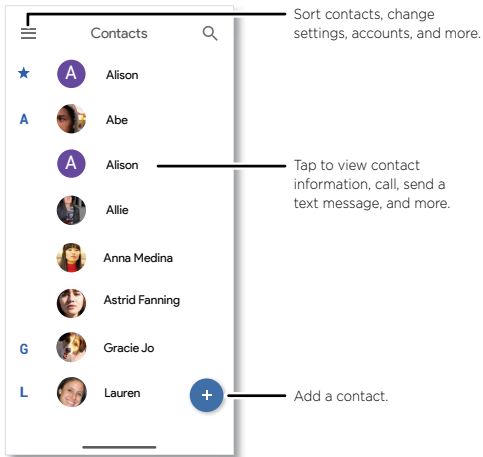 Sort contacts, change
settings, accounts, and more.
Contacts
A Alison
A Abe
A Alison
Tap to view contact
information, call, send a
text message, and more.
Allie
Anna Medina
Astrid Fanning
G Gracie Jo
L Lauren
Add a contact.